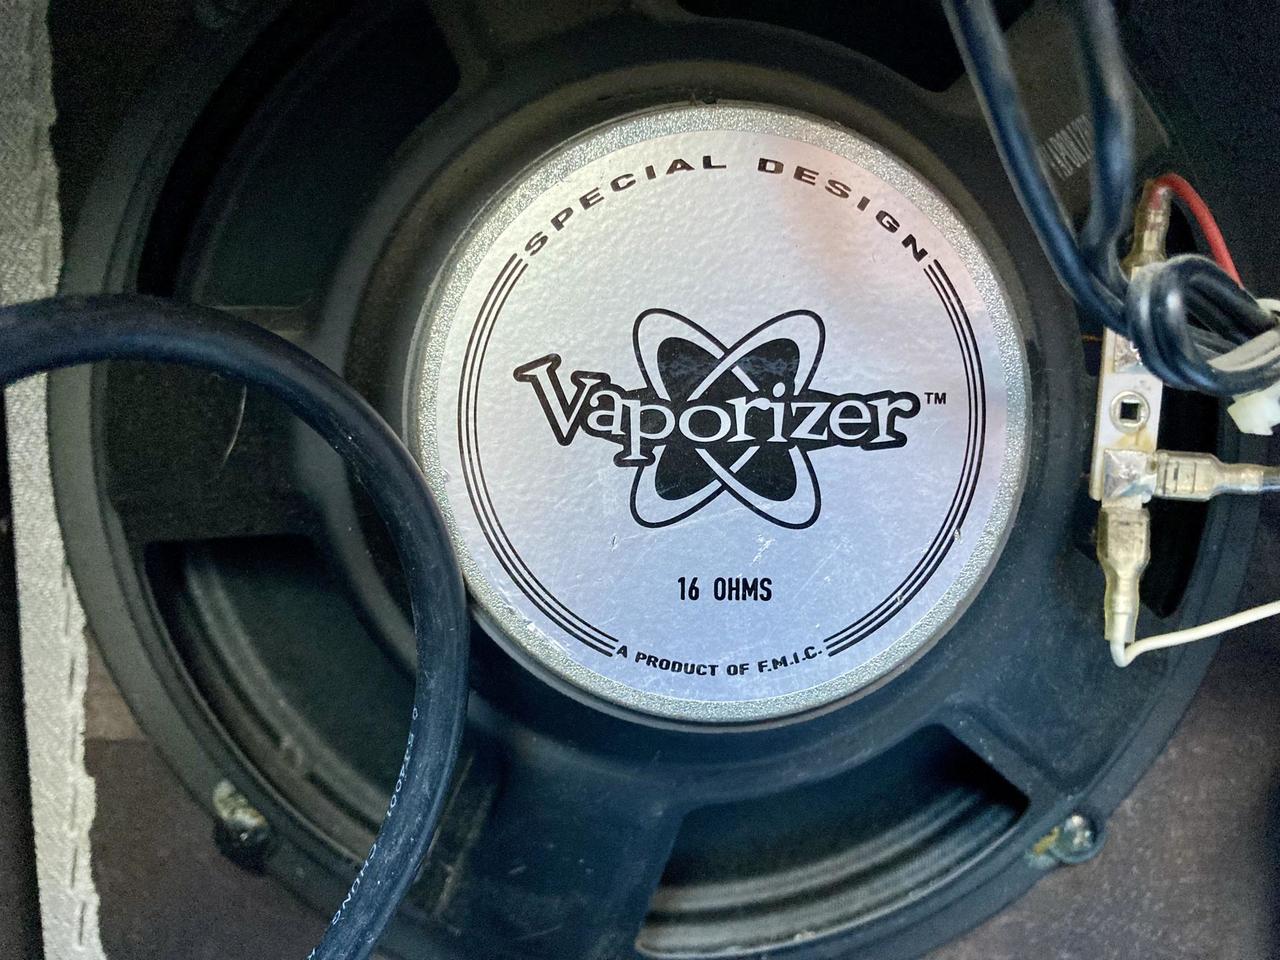 SPECIAL DESIGN
Vaporizer™
16 OHMS
A PRODUCT OF F.M.I.C.